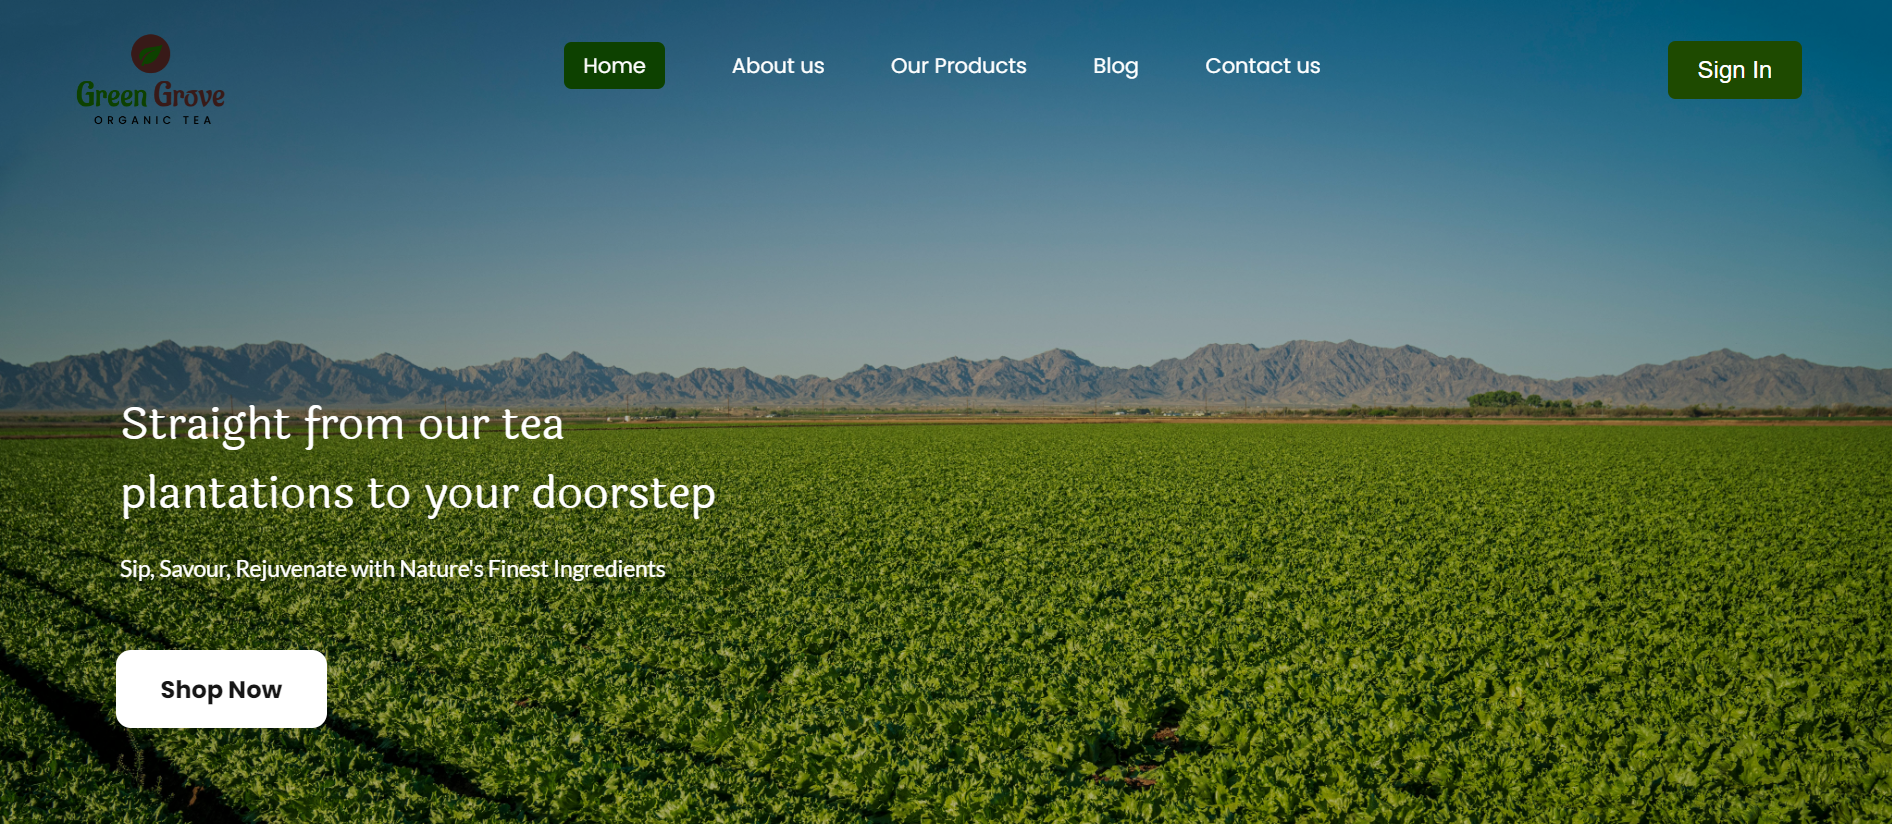 Green Grove
ORGANIC TEA
Home
About us
Our Products
Blog
Contact us
Sign In
Straight from our tea
plantations to your doorstep
Sip, Savour, Rejuvenate with Nature's Finest Ingredients
Shop Now